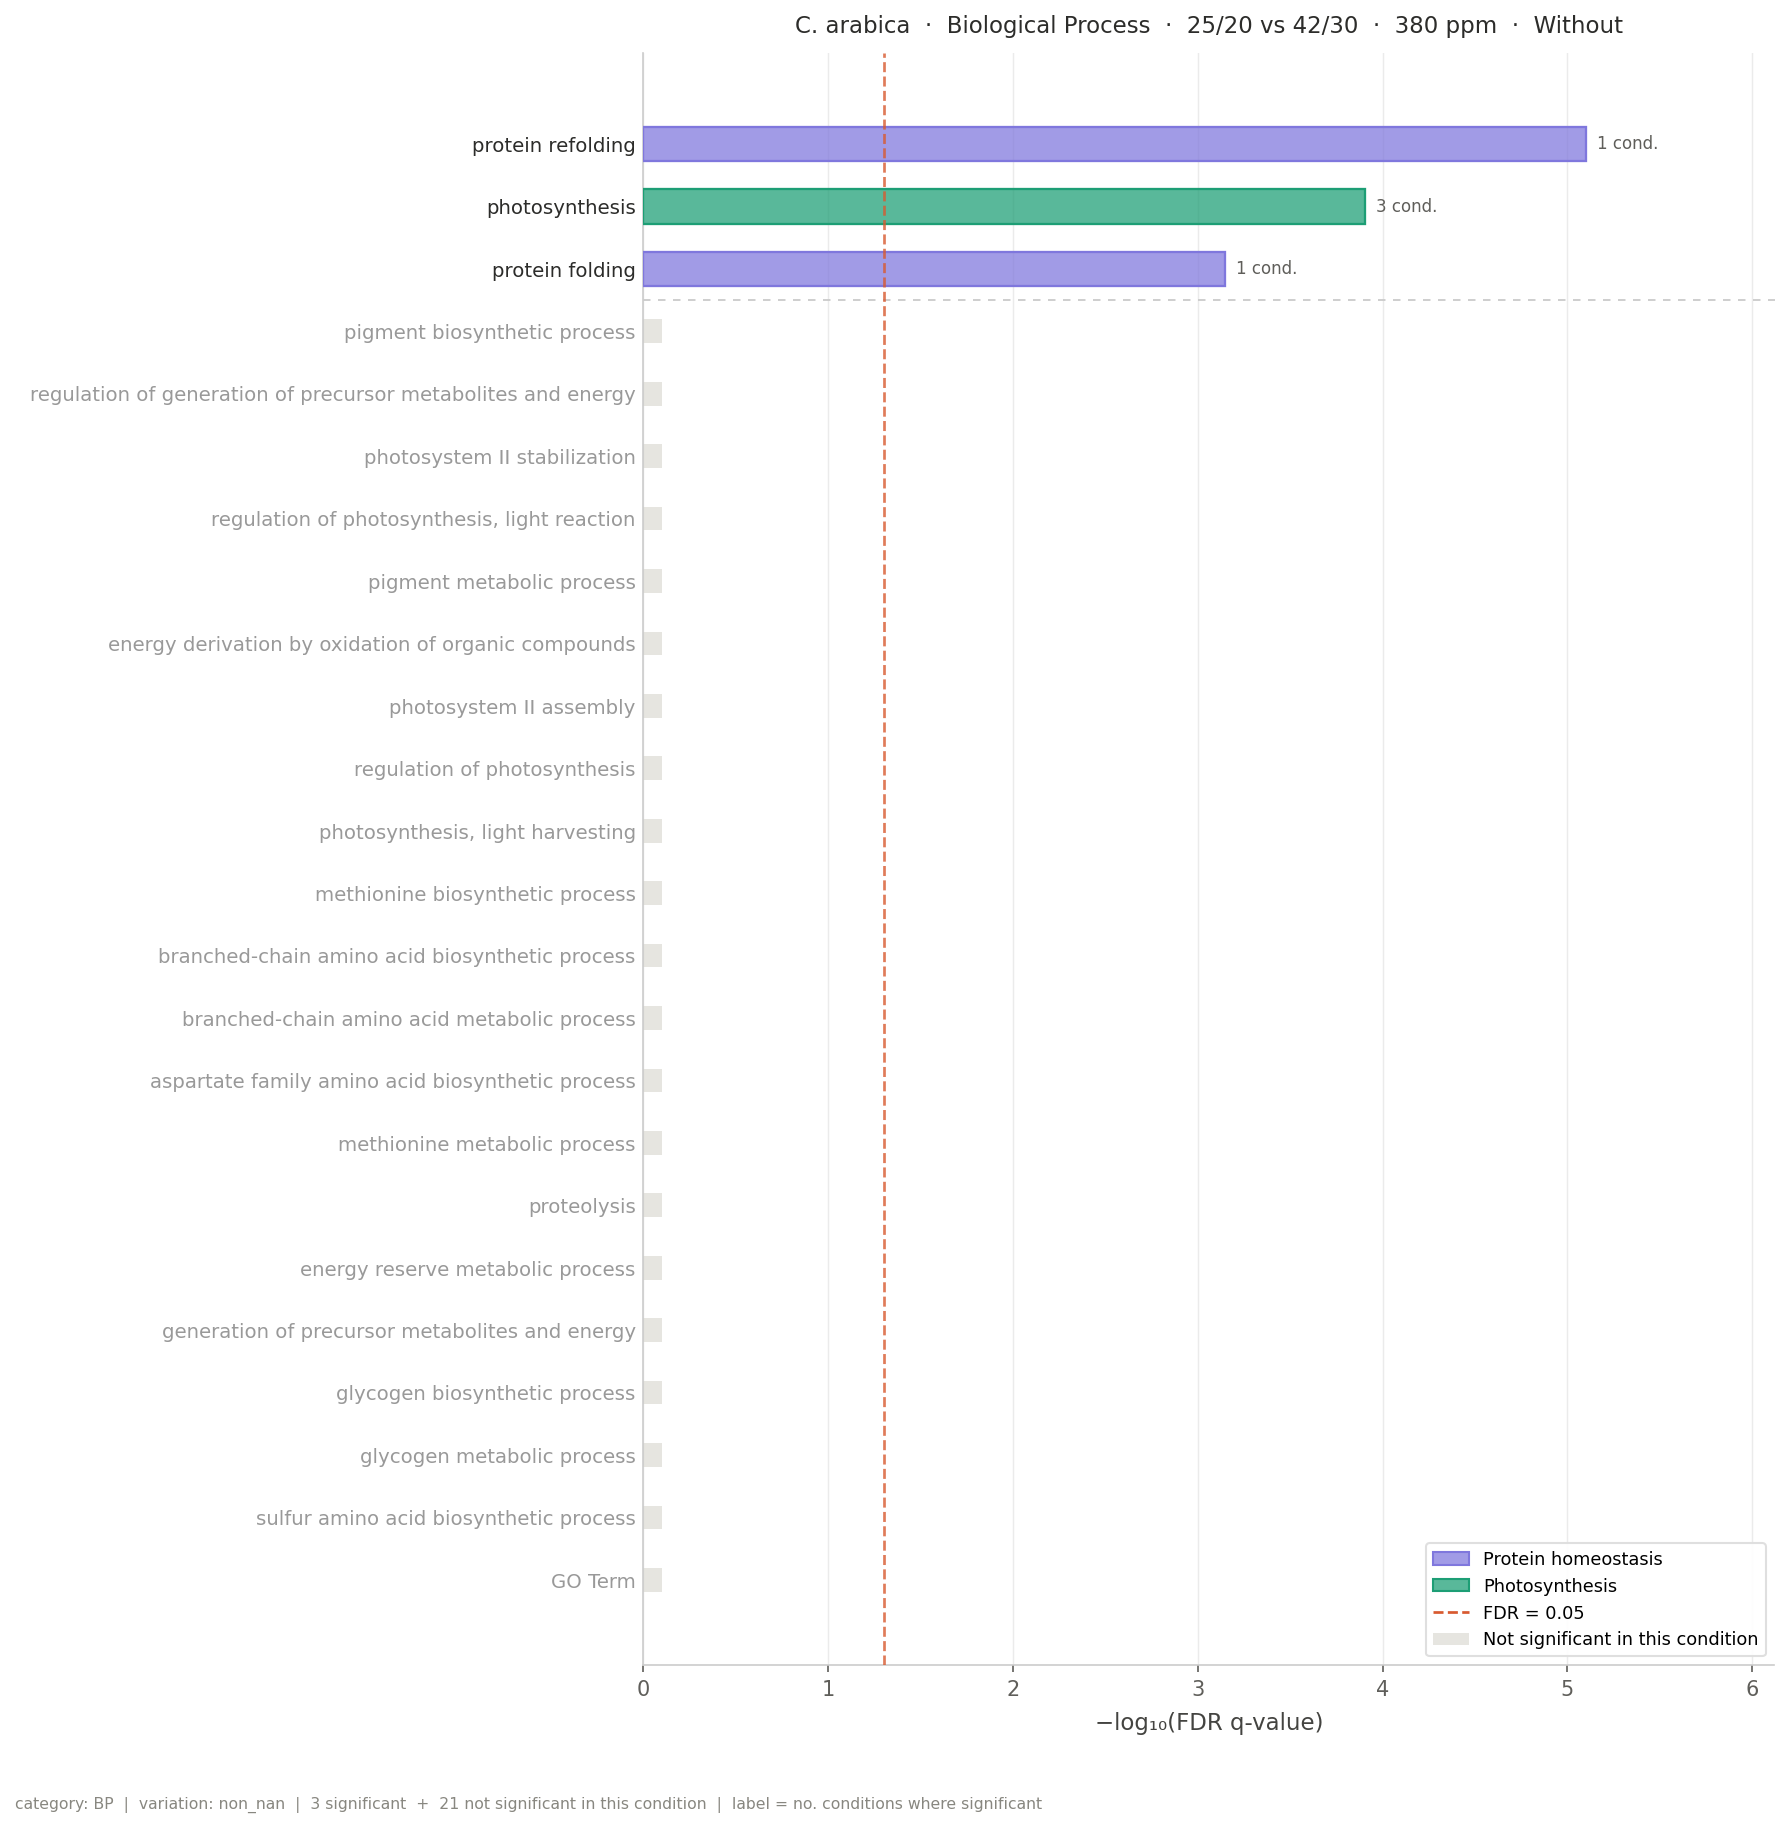 C. arabica · Biological Process · 25/20 vs 42/30 · 380 ppm · Without
protein refolding
1 cond.
photosynthesis
3 cond.
protein folding
1 cond.
pigment biosynthetic process
regulation of generation of precursor metabolites and energy
photosystem II stabilization
regulation of photosynthesis, light reaction
pigment metabolic process
energy derivation by oxidation of organic compounds
photosystem II assembly
regulation of photosynthesis
photosynthesis, light harvesting
methionine biosynthetic process
branched-chain amino acid biosynthetic process
branched-chain amino acid metabolic process
aspartate family amino acid biosynthetic process
methionine metabolic process
proteolysis
energy reserve metabolic process
generation of precursor metabolites and energy
glycogen biosynthetic process
glycogen metabolic process
sulfur amino acid biosynthetic process
GO Term
Protein homeostasis
Photosynthesis
FDR = 0.05
Not significant in this condition
0 1 2 3 4 5 6
−log₁₀(FDR q-value)
category: BP | variation: non_nan | 3 significant + 21 not significant in this condition | label = no. conditions where significant